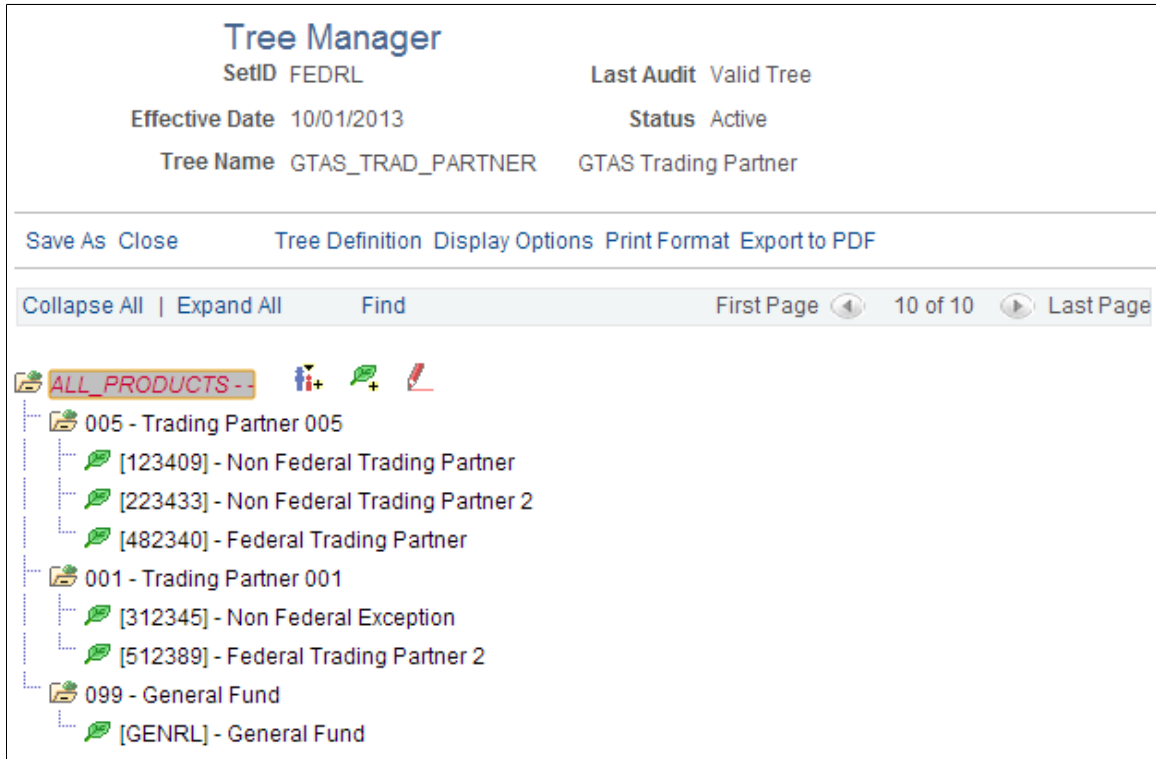 Tree Manager
SetID FEDRL Last Audit Valid Tree
Effective Date 10/01/2013 Status Active
Tree Name GTAS_TRAD_PARTNER GTAS Trading Partner
Save As Close Tree Definition Display Options Print Format Export to PDF
Collapse All | Expand All Find First Page 10 of 10 Last Page
ALL_PRODUCTS - -
005 - Trading Partner 005
[123409] - Non Federal Trading Partner
[223433] - Non Federal Trading Partner 2
[482340] - Federal Trading Partner
001 - Trading Partner 001
[312345] - Non Federal Exception
[512389] - Federal Trading Partner 2
099 - General Fund
[GENRL] - General Fund